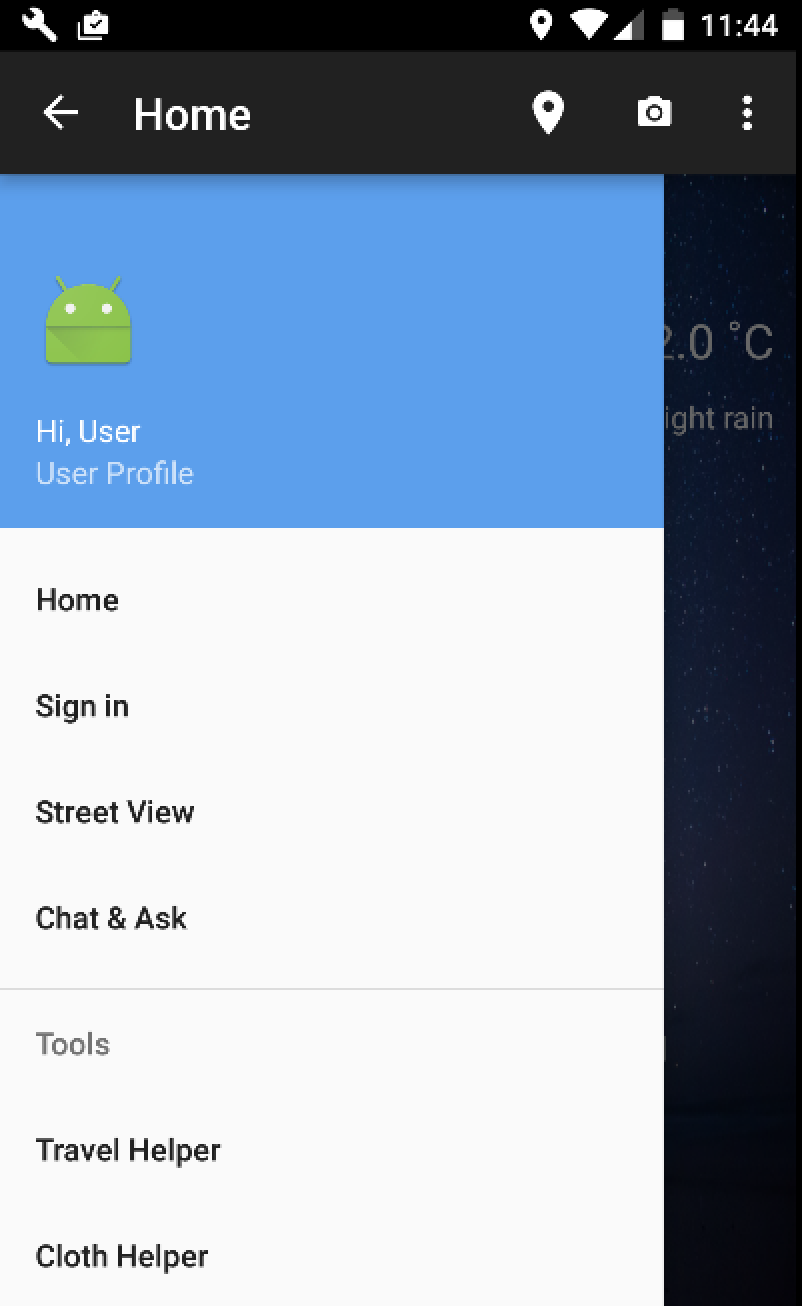 11:44
Home
2.0 °C
ight rain
Hi, User
User Profile
Home
Sign in
Street View
Chat & Ask
Tools
Travel Helper
Cloth Helper